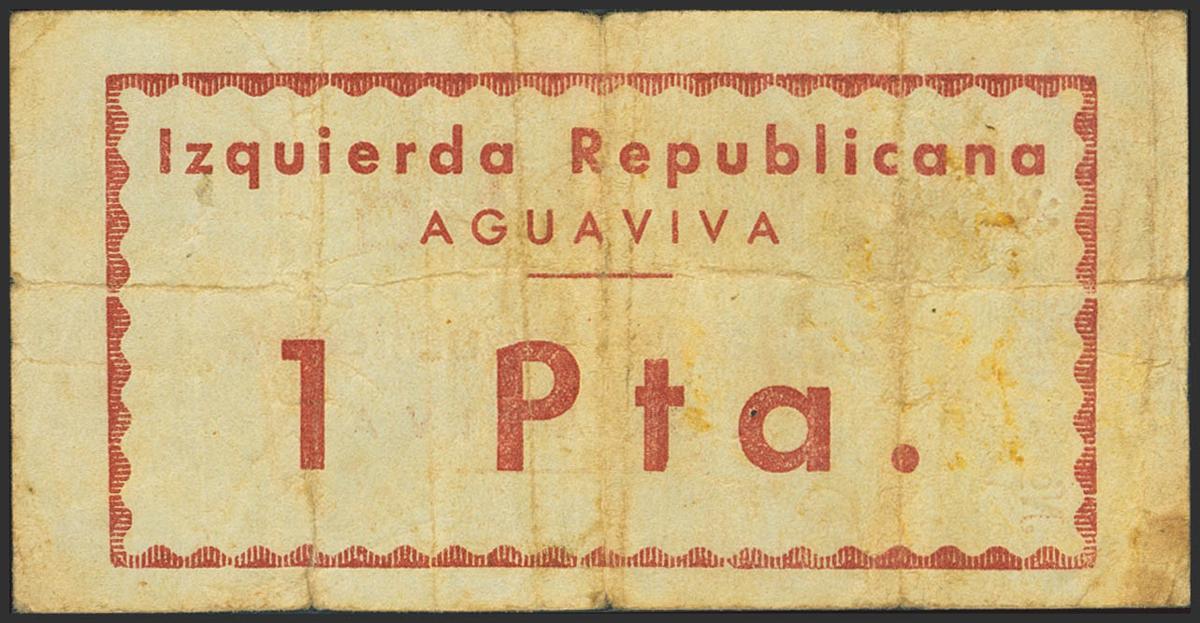 Izquierda Republicana
AGUAVIVA
1 Pta.